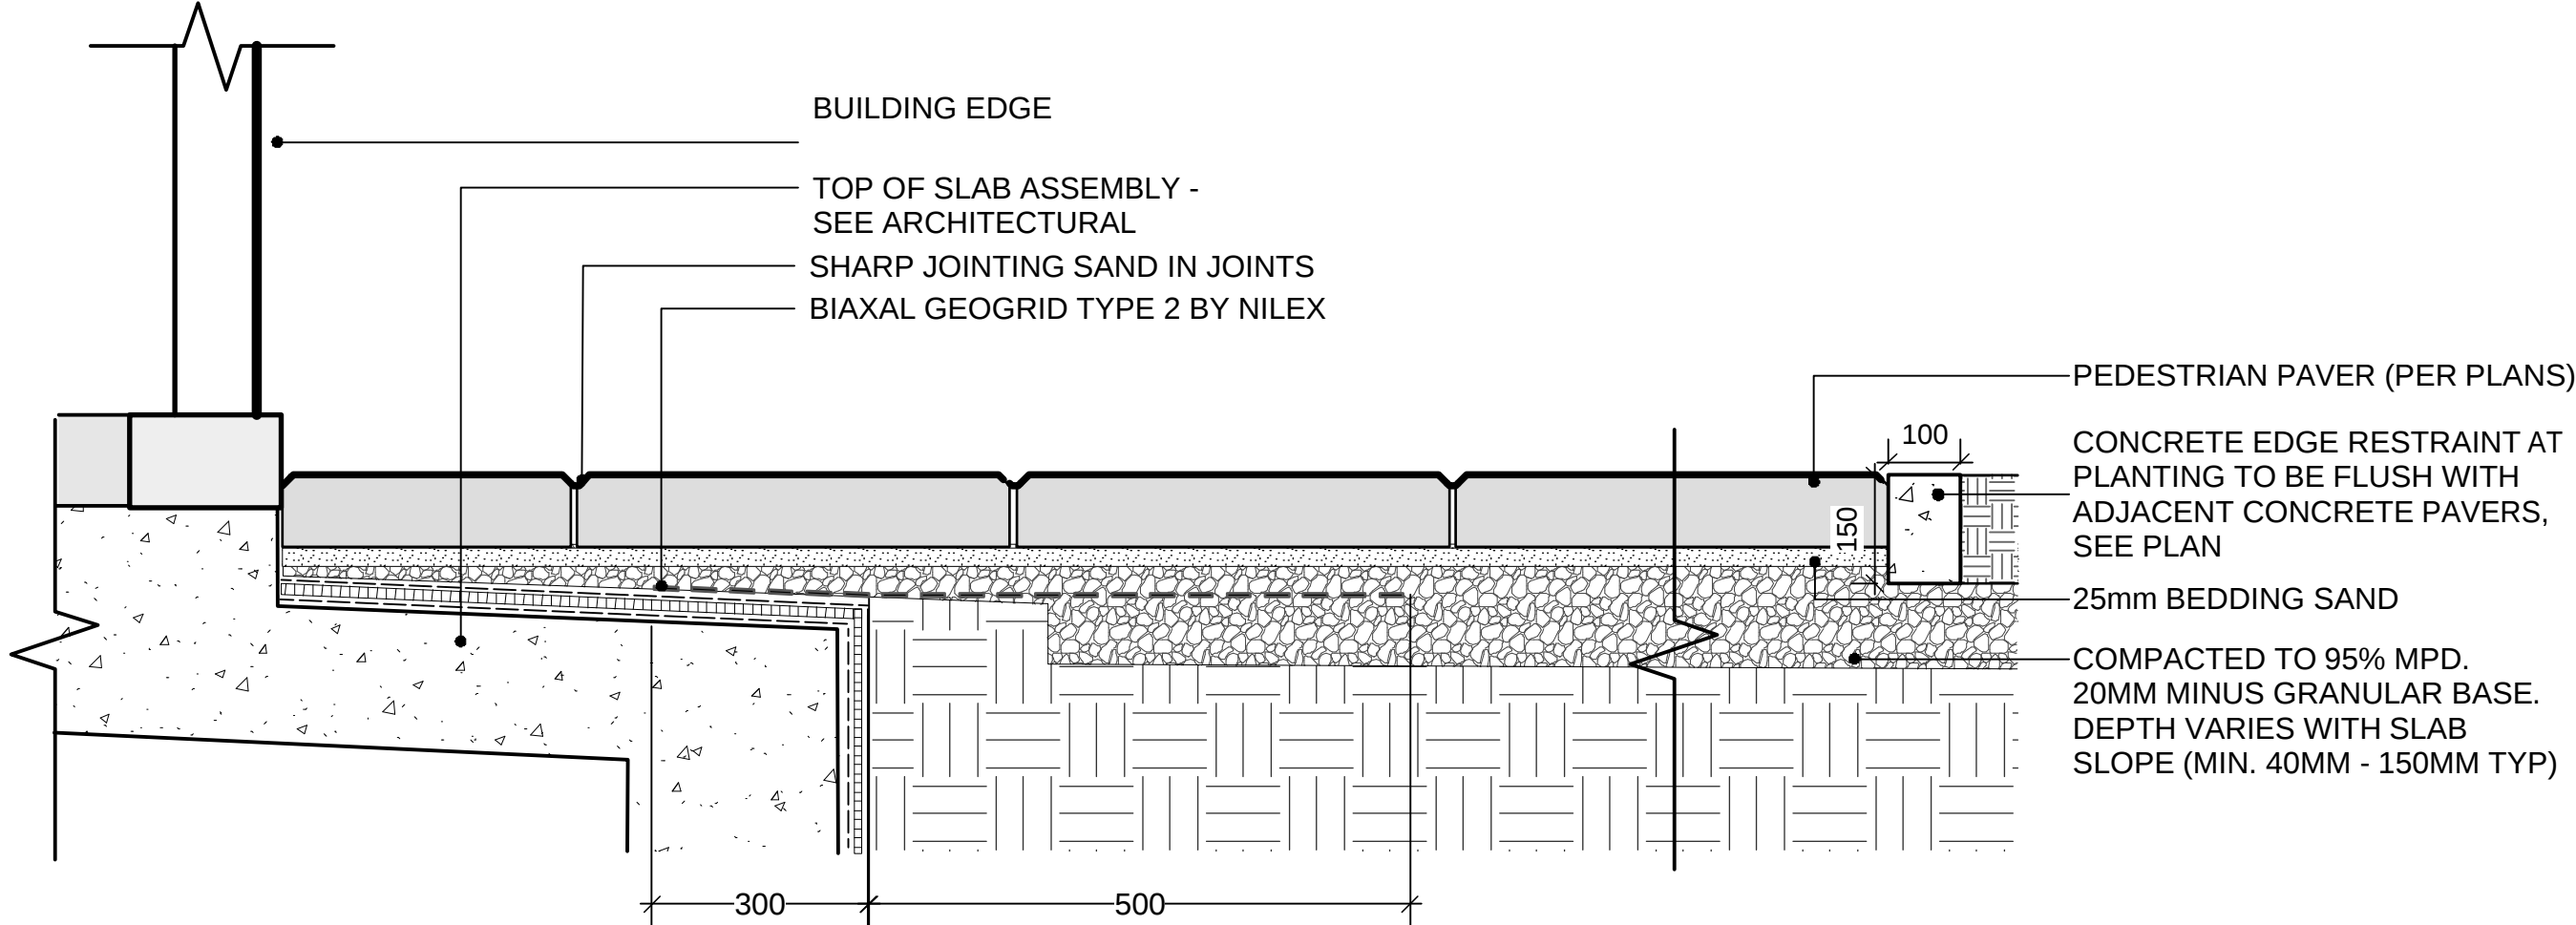 BUILDING EDGE
TOP OF SLAB ASSEMBLY -
SEE ARCHITECTURAL
SHARP JOINTING SAND IN JOINTS
BIAXAL GEOGRID TYPE 2 BY NILEX
PEDESTRIAN PAVER (PER PLANS)
100
CONCRETE EDGE RESTRAINT AT
PLANTING TO BE FLUSH WITH
ADJACENT CONCRETE PAVERS,
SEE PLAN
150
25mm BEDDING SAND
COMPACTED TO 95% MPD.
20MM MINUS GRANULAR BASE.
DEPTH VARIES WITH SLAB
SLOPE (MIN. 40MM - 150MM TYP)
300
500